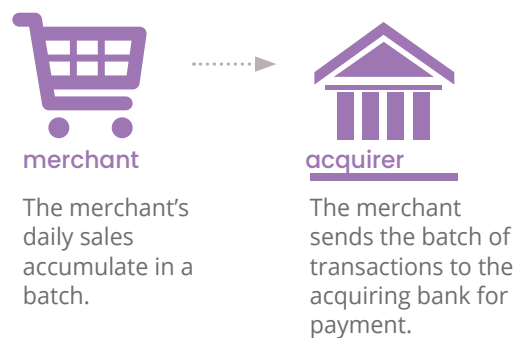 merchant
The merchant’s
daily sales
accumulate in a
batch.
acquirer
The merchant
sends the batch of
transactions to the
acquiring bank for
payment.